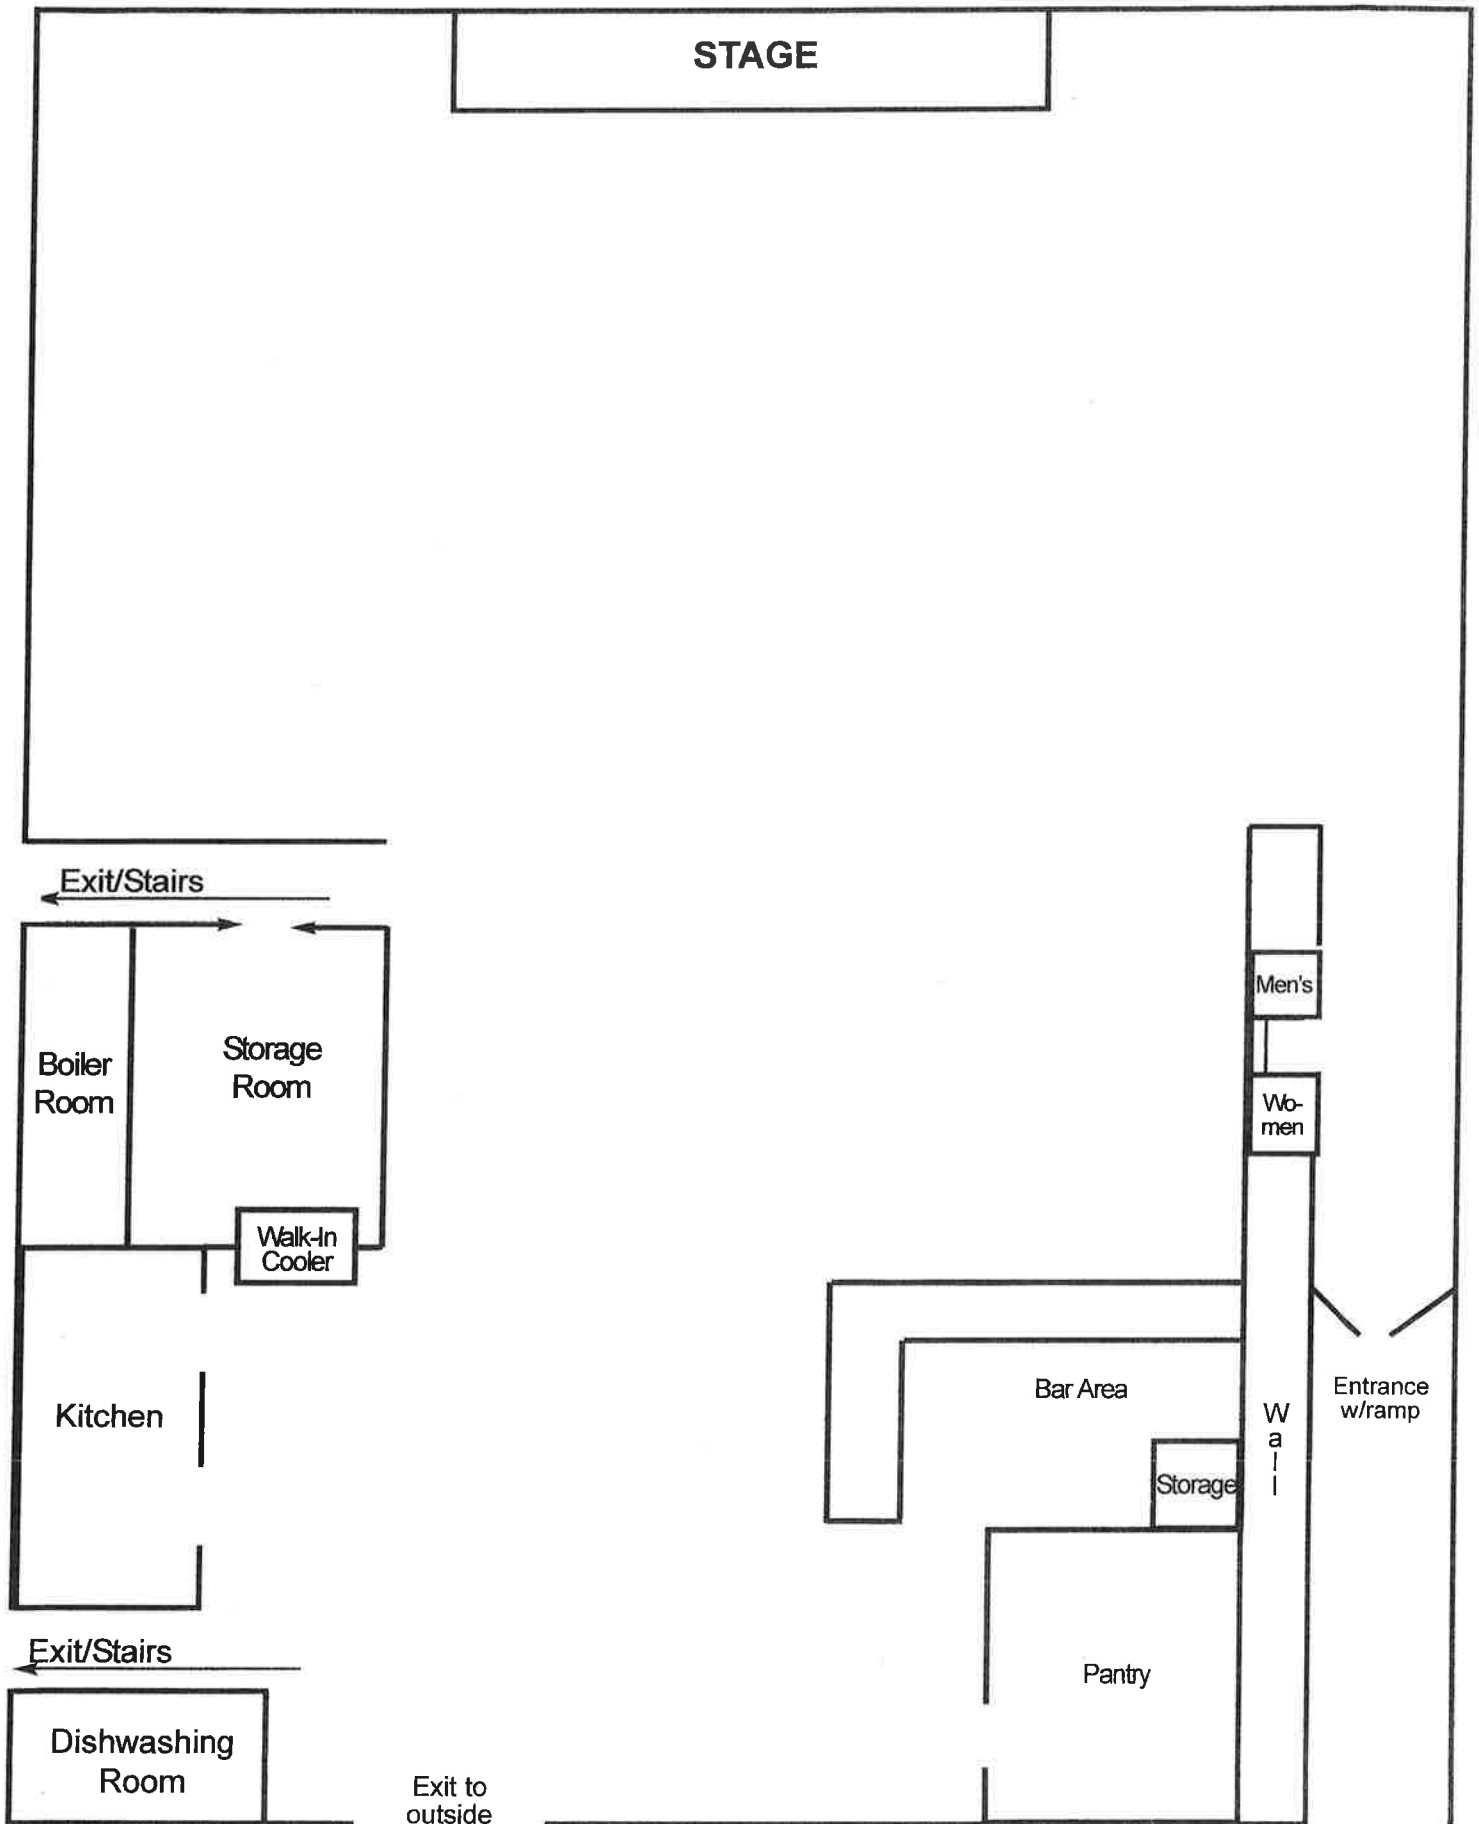 STAGE
Exit/Stairs
Men's
Boiler
Room
Storage
Room
Wo-
men
Walk-In
Cooler
Kitchen
Bar Area
Storage
W
a
l
l
Entrance
w/ramp
Exit/Stairs
Pantry
Dishwashing
Room
Exit to
outside